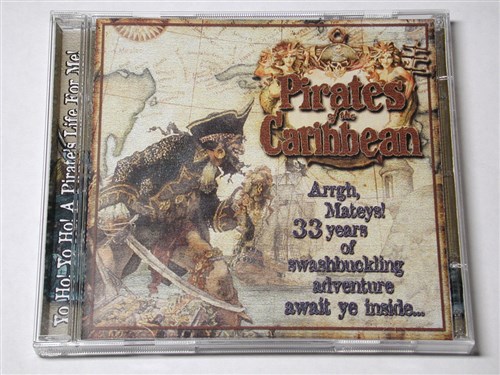 Yo Ho! Yo Ho! A Pirate's Life For Me!
Pirates
of the
Caribbean
Arrgh,
Mateys!
33 years
of
swashbuckling
adventure
await ye inside...